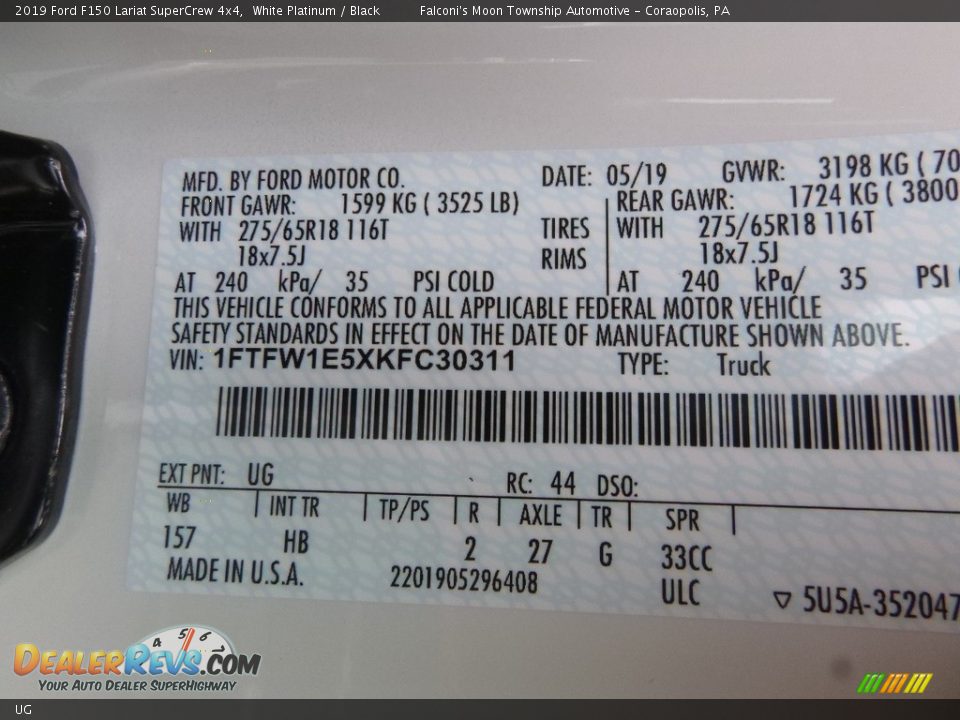 2019 Ford F150 Lariat SuperCrew 4x4, White Platinum / Black Falconi's Moon Township Automotive - Coraopolis, PA
MFD. BY FORD MOTOR CO. DATE: 05/19 GVWR: 3198 KG ( 70
FRONT GAWR: 1599 KG ( 3525 LB) REAR GAWR: 1724 KG ( 3800
WITH 275/65R18 116T TIRES WITH 275/65R18 116T
18x7.5J RIMS 18x7.5J
AT 240 kPa/ 35 PSI COLD AT 240 kPa/ 35 PSI
THIS VEHICLE CONFORMS TO ALL APPLICABLE FEDERAL MOTOR VEHICLE
SAFETY STANDARDS IN EFFECT ON THE DATE OF MANUFACTURE SHOWN ABOVE.
VIN: 1FTFW1E5XKFC30311 TYPE: Truck
EXT PNT: UG RC: 44 DSO:
WB INT TR TP/PS R AXLE TR SPR
157 HB 2 27 G 33CC
MADE IN U.S.A. 2201905296408 ULC ▽ 5U5A-352047
4 5 6
DEALERREVS.COM
YOUR AUTO DEALER SUPERHIGHWAY
UG